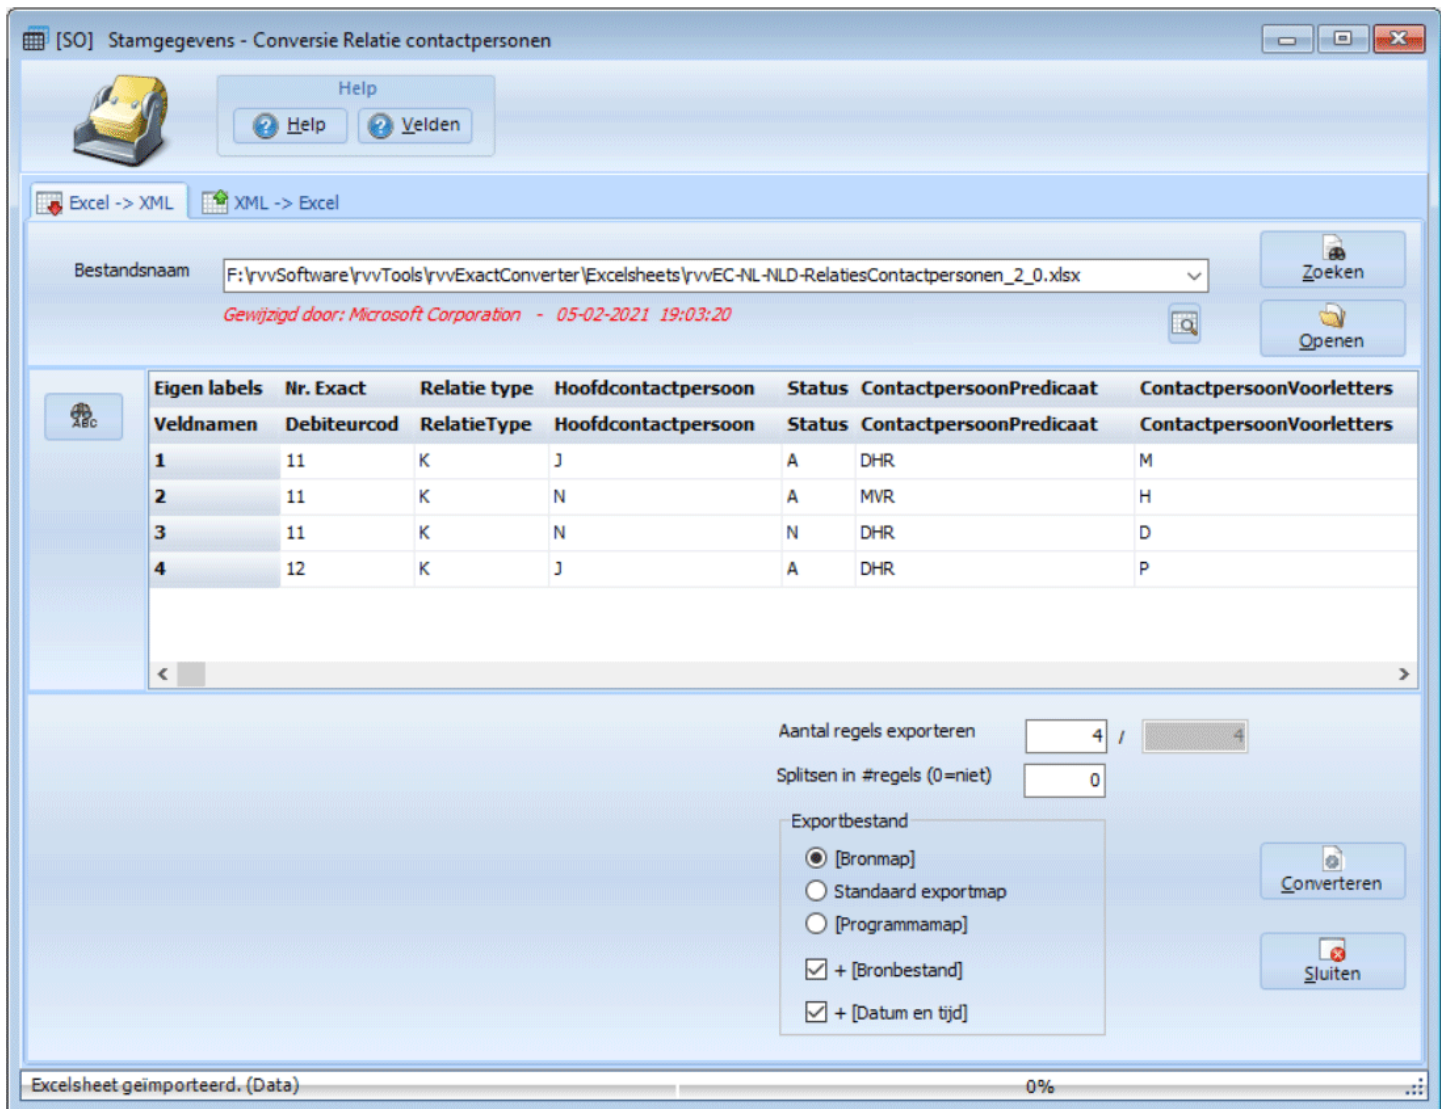 [SO] Stamgegevens - Conversie Relatie contactpersonen
Help
Help Velden
Excel -> XML XML -> Excel
Bestandsnaam F:\rvvSoftware\rvvTools\rvvExactConverter\Excelsheets\rvvEC-NL-NLD-RelatiesContactpersonen_2_0.xlsx
Zoeken
Gewijzigd door: Microsoft Corporation - 05-02-2021 19:03:20
Openen
ABC
Eigen labels Nr. Exact Relatie type Hoofdcontactpersoon Status ContactpersoonPredicaat ContactpersoonVoorletters
Veldnamen Debiteurcod RelatieType Hoofdcontactpersoon Status ContactpersoonPredicaat ContactpersoonVoorletters
1 11 K J A DHR M
2 11 K N A MVR H
3 11 K N N DHR D
4 12 K J A DHR P
Aantal regels exporteren 4 / 4
Splitsen in #regels (0=niet) 0
Exportbestand
[Bronmap]
Standaard exportmap
[Programmamap]
+ [Bronbestand]
+ [Datum en tijd]
Converteren
Sluiten
Excelsheet geïmporteerd. (Data) 0%